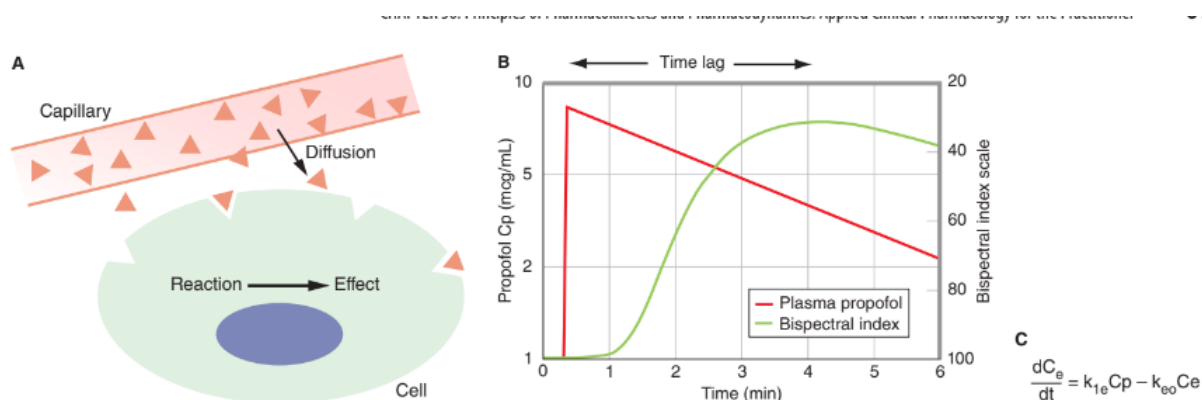 A
Capillary
Diffusion
Reaction
Effect
Cell
B
Time lag
10
5
2
1
Propofol Cp (mcg/mL)
20
40
60
80
100
Bispectral index scale
Plasma propofol
Bispectral index
0 1 2 3 4 5 6
Time (min)
C
dCₑ/dt = k₁ₑCp – kₑₒCe